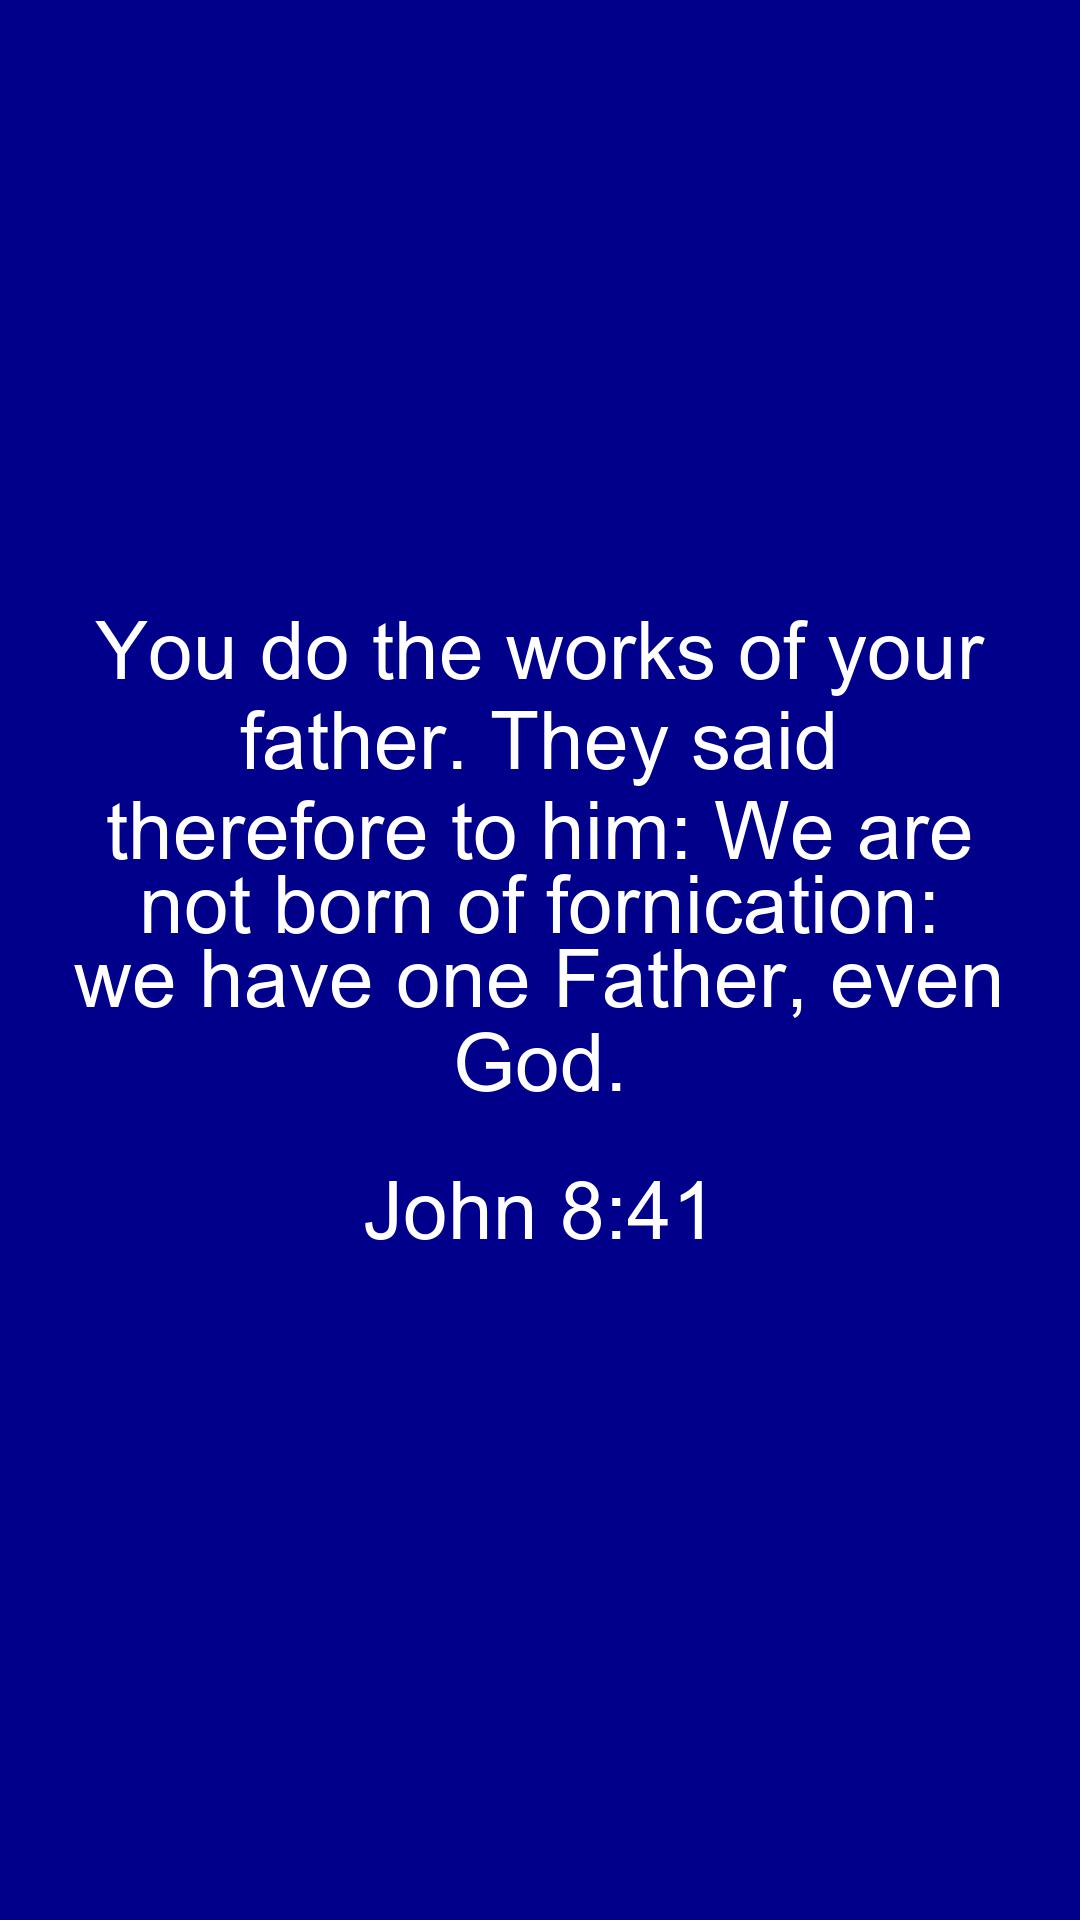 You do the works of your
father. They said
therefore to him: We are
not born of fornication:
we have one Father, even
God.
John 8:41